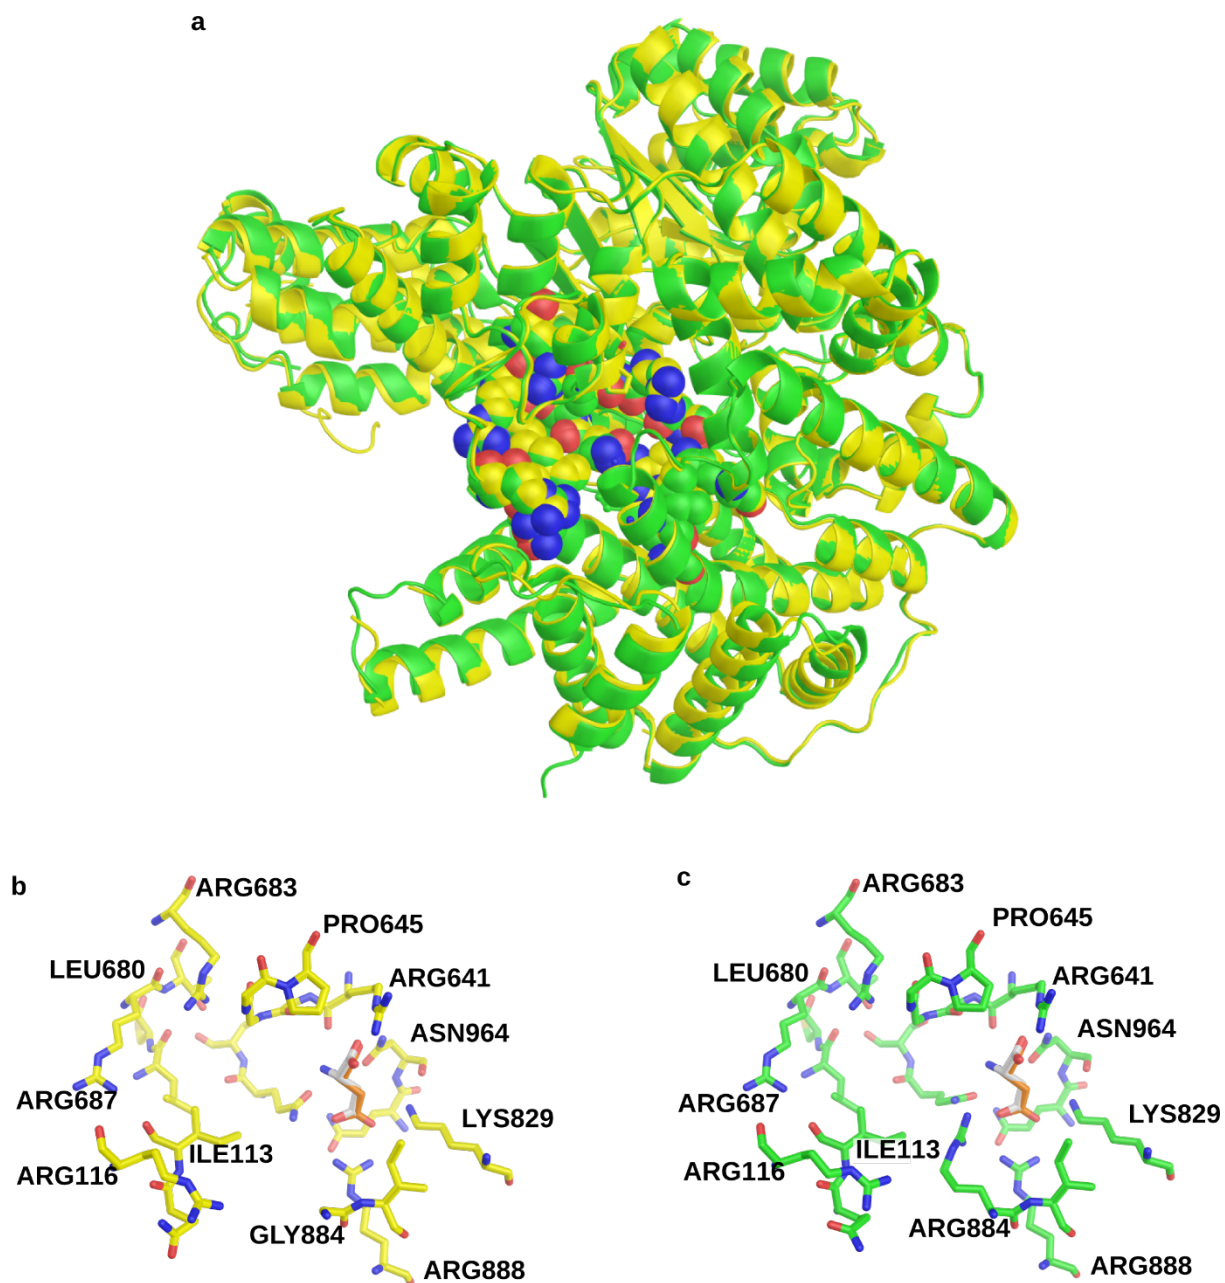 a
b
ARG683
PRO645
LEU680
ARG641
ASN964
ARG687
LYS829
ILE113
ARG116
GLY884
ARG888
c
ARG683
PRO645
LEU680
ARG641
ASN964
ARG687
LYS829
ILE113
ARG116
ARG884
ARG888